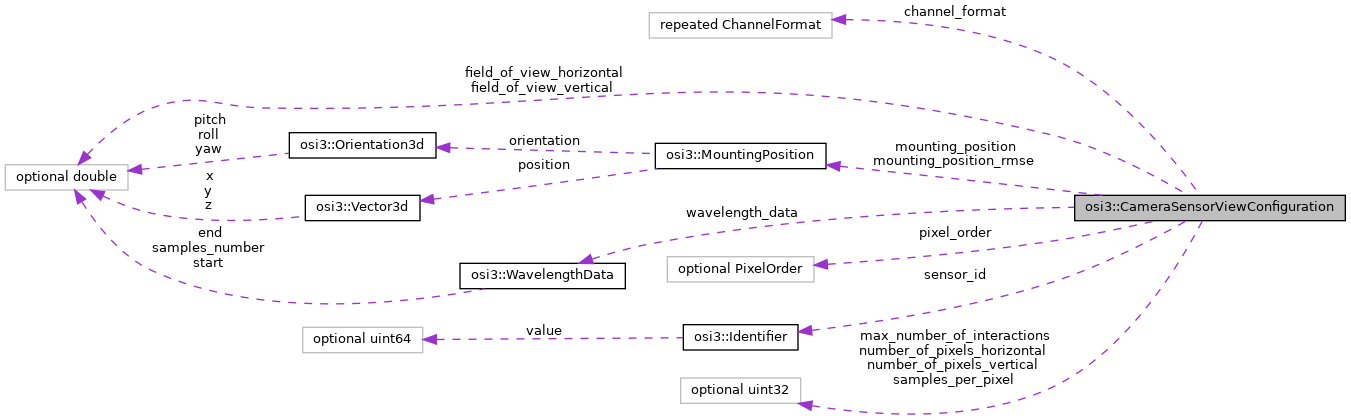 channel_format
repeated ChannelFormat
field_of_view_horizontal
field_of_view_vertical
pitch
roll
yaw
osi3::Orientation3d
orientation
osi3::MountingPosition
mounting_position
mounting_position_rmse
position
optional double
x
y
z
osi3::Vector3d
osi3::CameraSensorViewConfiguration
wavelength_data
end
samples_number
start
pixel_order
osi3::WavelengthData
optional PixelOrder
sensor_id
optional uint64
value
osi3::Identifier
max_number_of_interactions
number_of_pixels_horizontal
number_of_pixels_vertical
samples_per_pixel
optional uint32